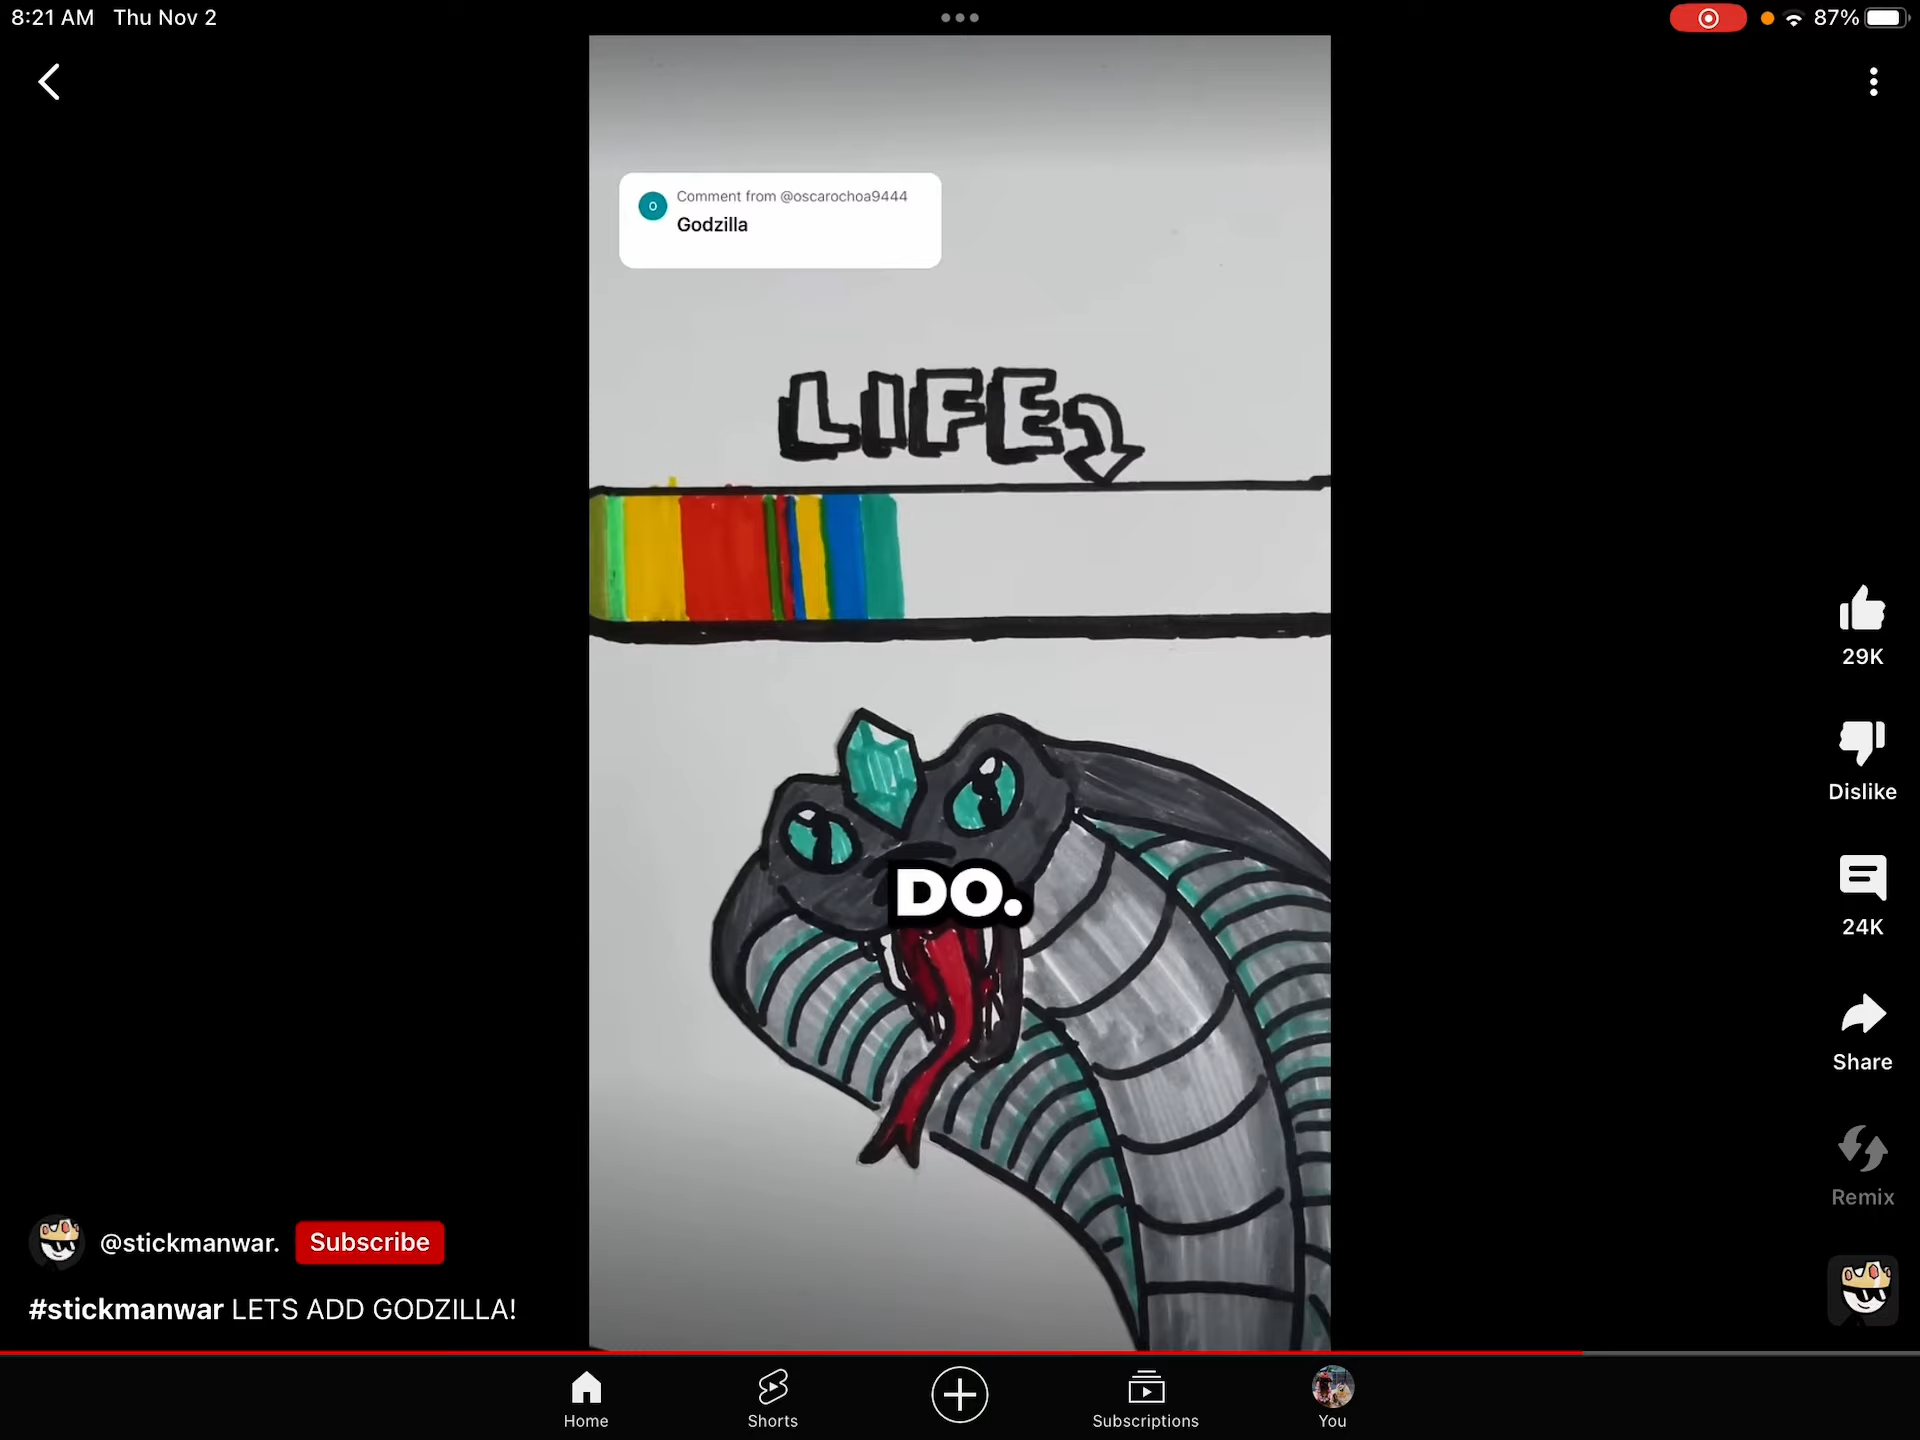 8:21 AM Thu Nov 2
87%
Comment from @oscarochoa9444
O
Godzilla
LIFE
DO.
29K
Dislike
24K
Share
Remix
@stickmanwar. Subscribe
#stickmanwar LETS ADD GODZILLA!
Home
Shorts
Subscriptions
You